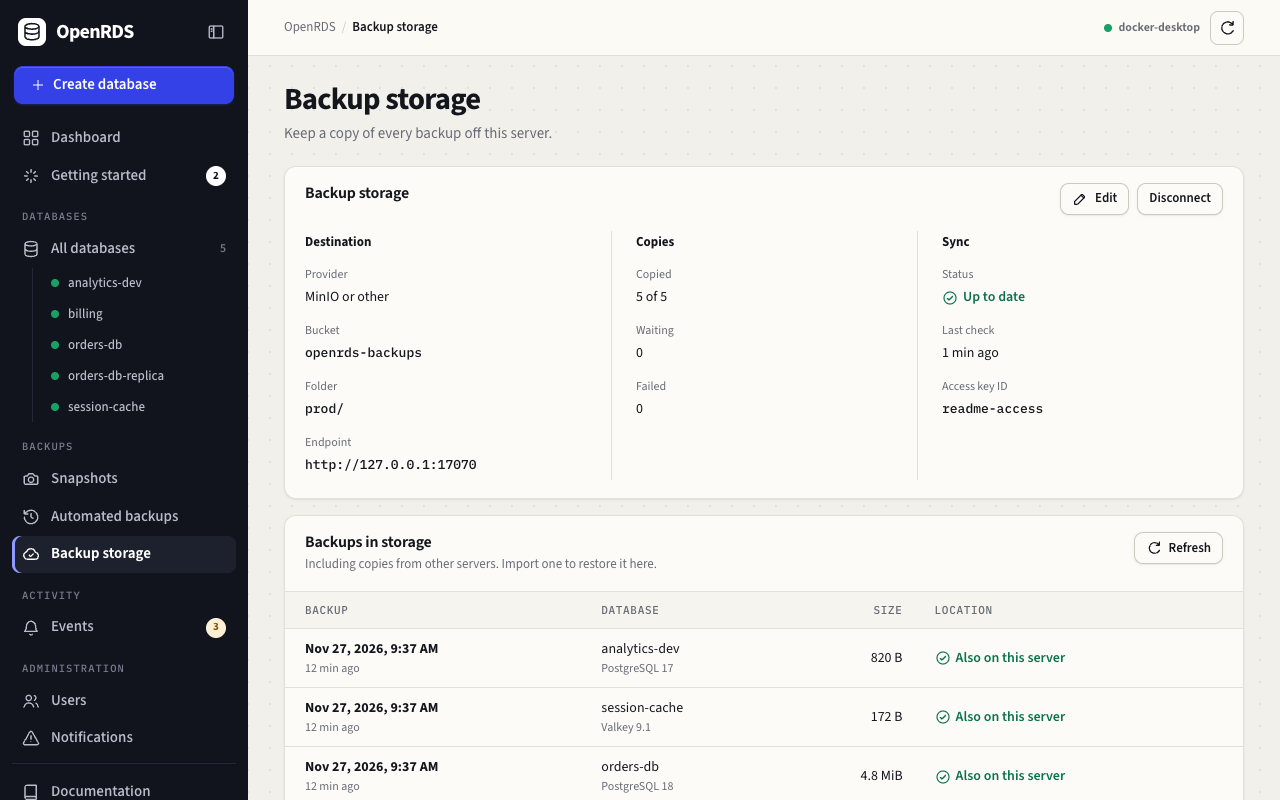 OpenRDS
Create database
Dashboard
Getting started 2
DATABASES
All databases 5
analytics-dev
billing
orders-db
orders-db-replica
session-cache
BACKUPS
Snapshots
Automated backups
Backup storage
ACTIVITY
Events 3
ADMINISTRATION
Users
Notifications
Documentation
OpenRDS / Backup storage
docker-desktop
Backup storage
Keep a copy of every backup off this server.
Backup storage
Edit
Disconnect
Destination
Provider
MinIO or other
Bucket
openrds-backups
Folder
prod/
Endpoint
http://127.0.0.1:17070
Copies
Copied
5 of 5
Waiting
0
Failed
0
Sync
Status
Up to date
Last check
1 min ago
Access key ID
readme-access
Backups in storage
Including copies from other servers. Import one to restore it here.
Refresh
BACKUP DATABASE SIZE LOCATION
Nov 27, 2026, 9:37 AM analytics-dev 820 B Also on this server
12 min ago PostgreSQL 17
Nov 27, 2026, 9:37 AM session-cache 172 B Also on this server
12 min ago Valkey 9.1
Nov 27, 2026, 9:37 AM orders-db 4.8 MiB Also on this server
12 min ago PostgreSQL 18